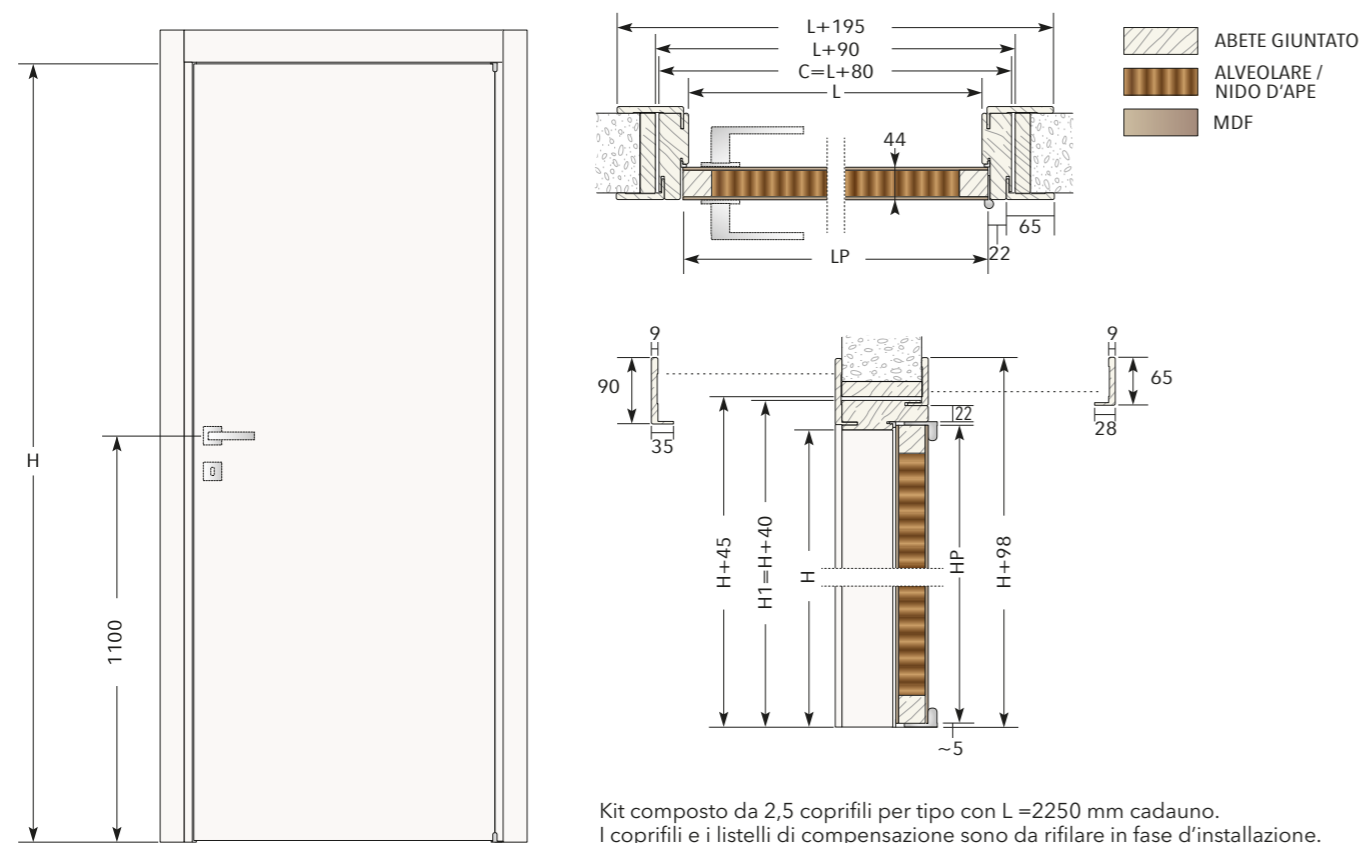 L+195
L+90
C=L+80
L
ABETE GIUNTATO
ALVEOLARE /
NIDO D'APE
MDF
44
65
22
LP
H
1100
9
90
35
9
65
28
22
H+45
H1=H+40
H
HP
H+98
~5
Kit composto da 2,5 coprifili per tipo con L =2250 mm cadauno.
I coprifili e i listelli di compensazione sono da rifilare in fase d'installazione.